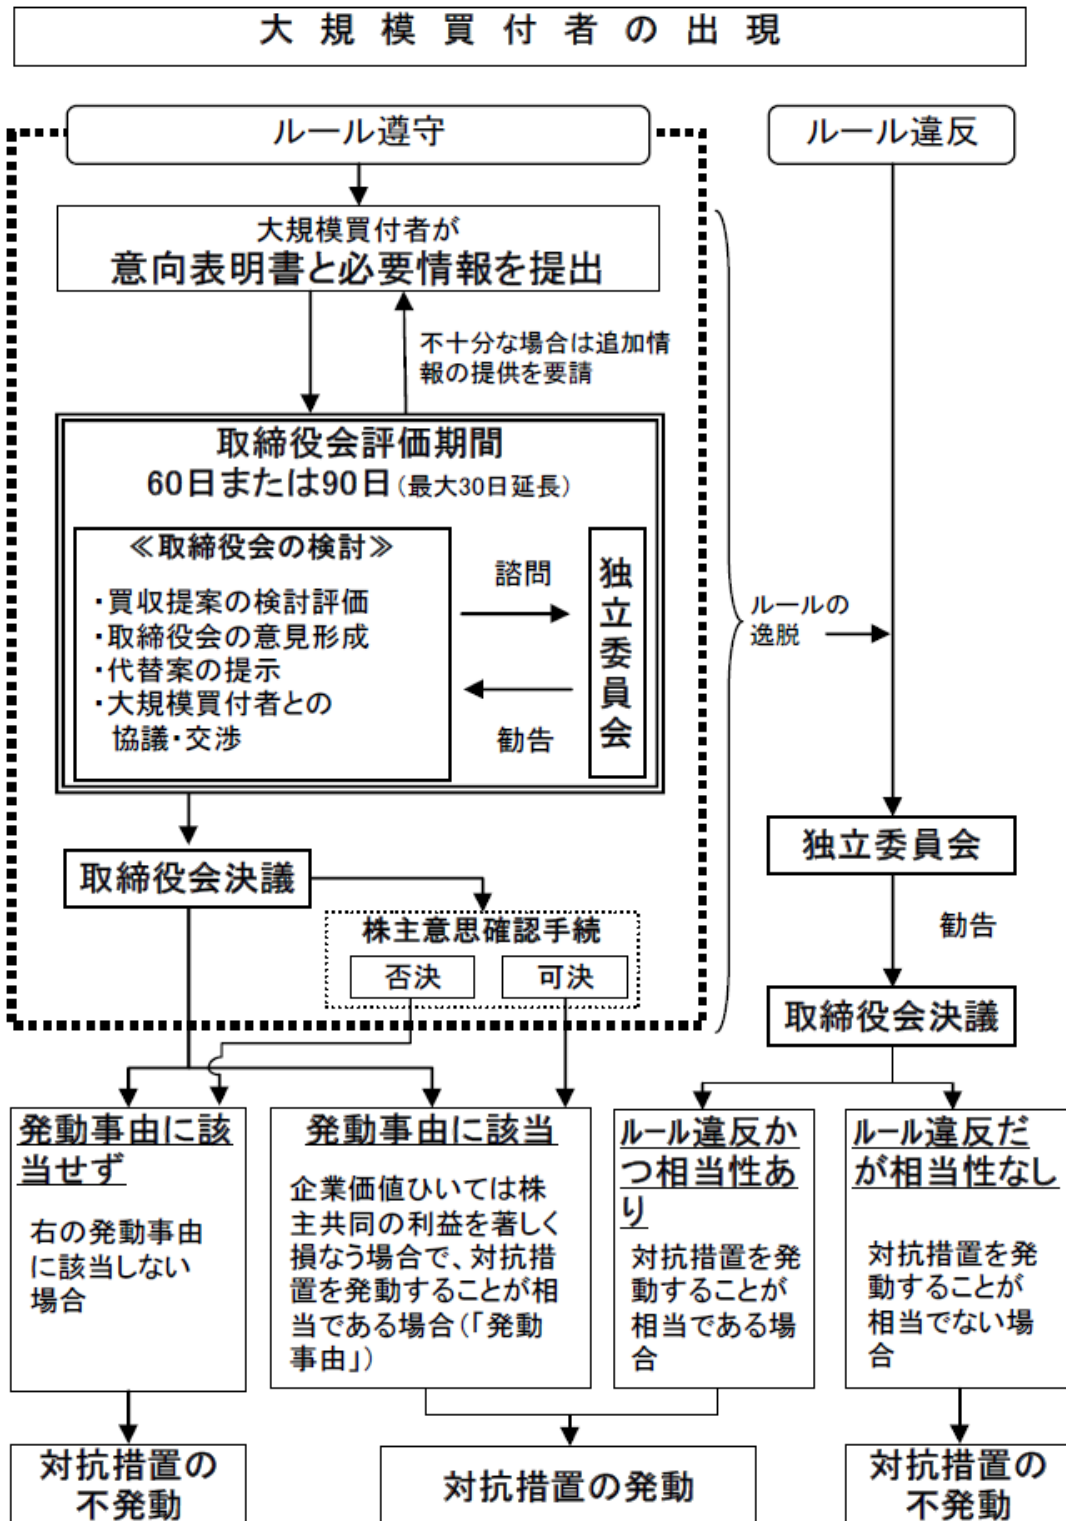 大規模買付者の出現
ルール遵守
ルール違反
大規模買付者が
意向表明書と必要情報を提出
不十分な場合は追加情
報の提供を要請
取締役会評価期間
60日または90日(最大30日延長)
≪取締役会の検討≫
・買収提案の検討評価
・取締役会の意見形成
・代替案の提示
・大規模買付者との
協議・交渉
諮問
勧告
独立委員会
ルールの
逸脱
独立委員会
勧告
取締役会決議
取締役会決議
株主意思確認手続
否決
可決
発動事由に該
当せず
右の発動事由
に該当しない
場合
発動事由に該当
企業価値ひいては株
主共同の利益を著しく
損なう場合で、対抗措
置を発動することが相
当である場合(「発動
事由」)
ルール違反か
つ相当性あ
り
対抗措置を発
動することが
相当である場
合
ルール違反だ
が相当性なし
対抗措置を発
動することが
相当でない場
合
対抗措置の
不発動
対抗措置の発動
対抗措置の
不発動